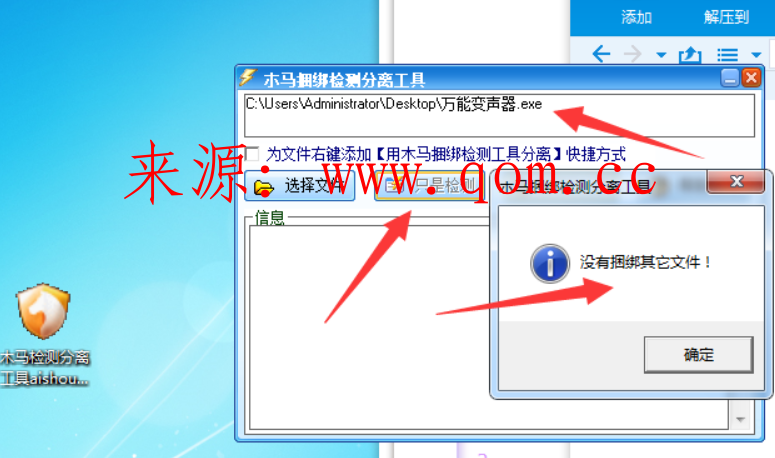 添加 解压到
木马捆绑检测分离工具
C:\Users\Administrator\Desktop\万能变声器.exe
为文件右键添加【用木马捆绑检测工具分离】快捷方式
来源：www.qom.cc
选择文件 只是检测
木马捆绑检测分离工具
信息
没有捆绑其它文件！
确定
木马检测分离
工具aishou...